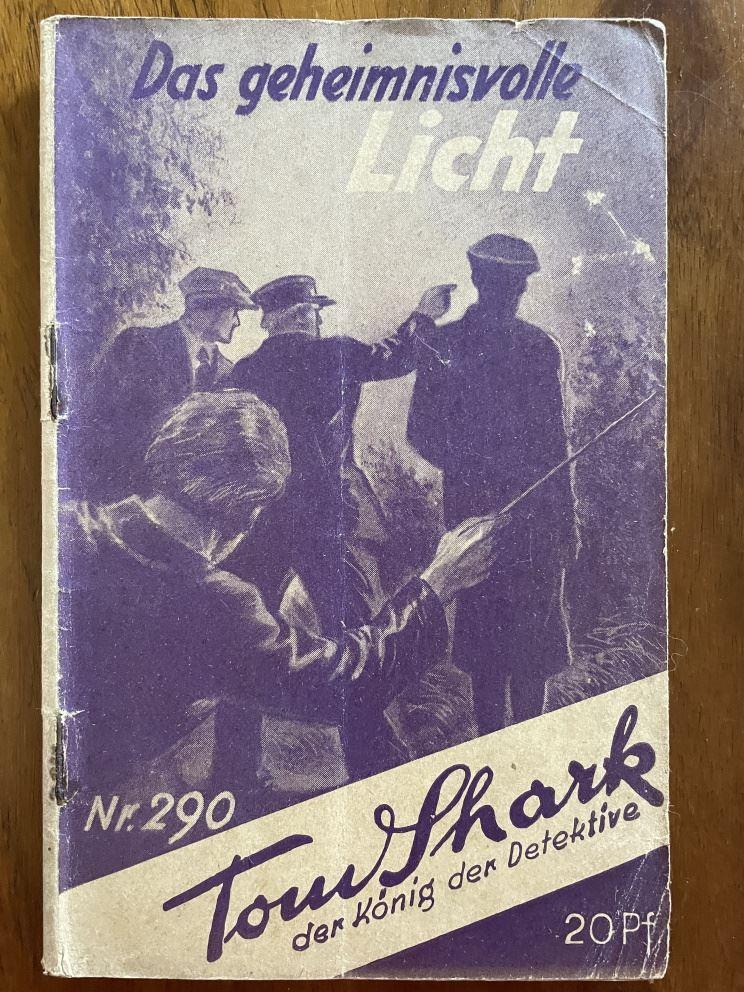 Das geheimnisvolle
Licht
Nr. 290
Tom Shark
der König der Detektive
20 Pf